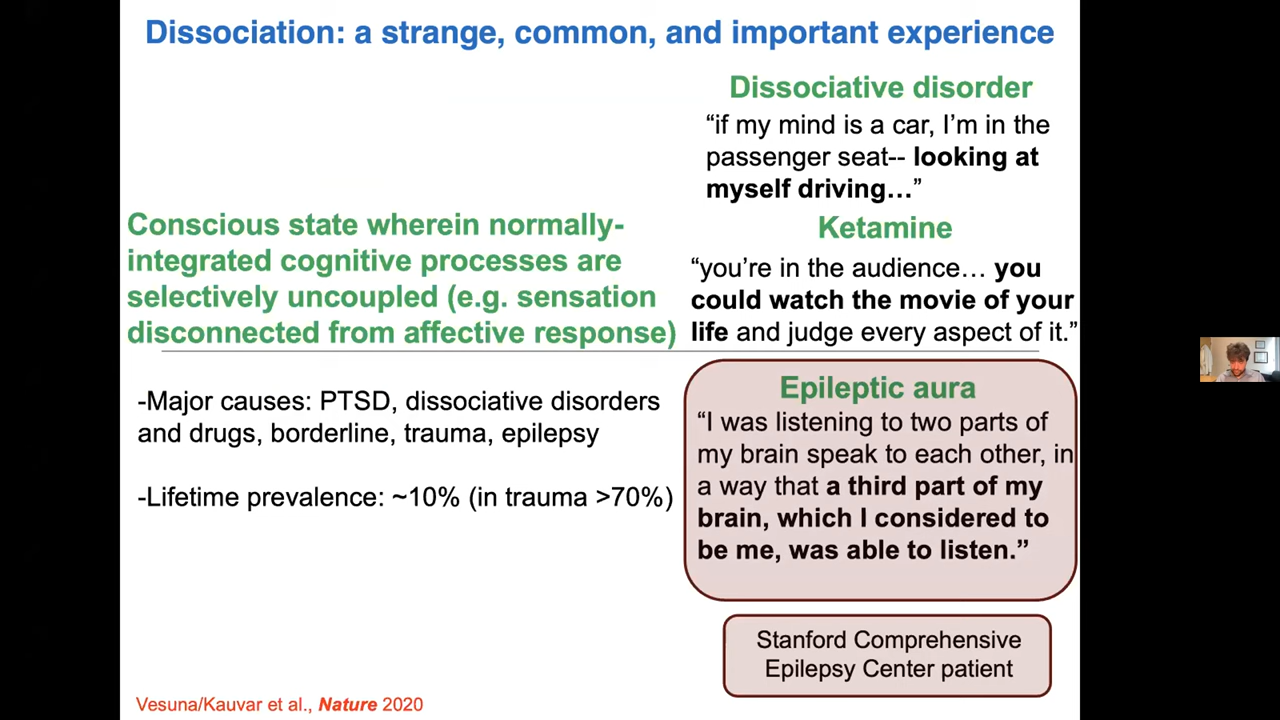 Dissociation: a strange, common, and important experience
Conscious state wherein normally-
integrated cognitive processes are
selectively uncoupled (e.g. sensation
disconnected from affective response)
-Major causes: PTSD, dissociative disorders
and drugs, borderline, trauma, epilepsy
-Lifetime prevalence: ~10% (in trauma >70%)
Dissociative disorder
“if my mind is a car, I’m in the
passenger seat-- looking at
myself driving…”
Ketamine
“you’re in the audience… you
could watch the movie of your
life and judge every aspect of it.”
Epileptic aura
“I was listening to two parts of
my brain speak to each other, in
a way that a third part of my
brain, which I considered to
be me, was able to listen.”
Stanford Comprehensive
Epilepsy Center patient
Vesuna/Kauvar et al., Nature 2020